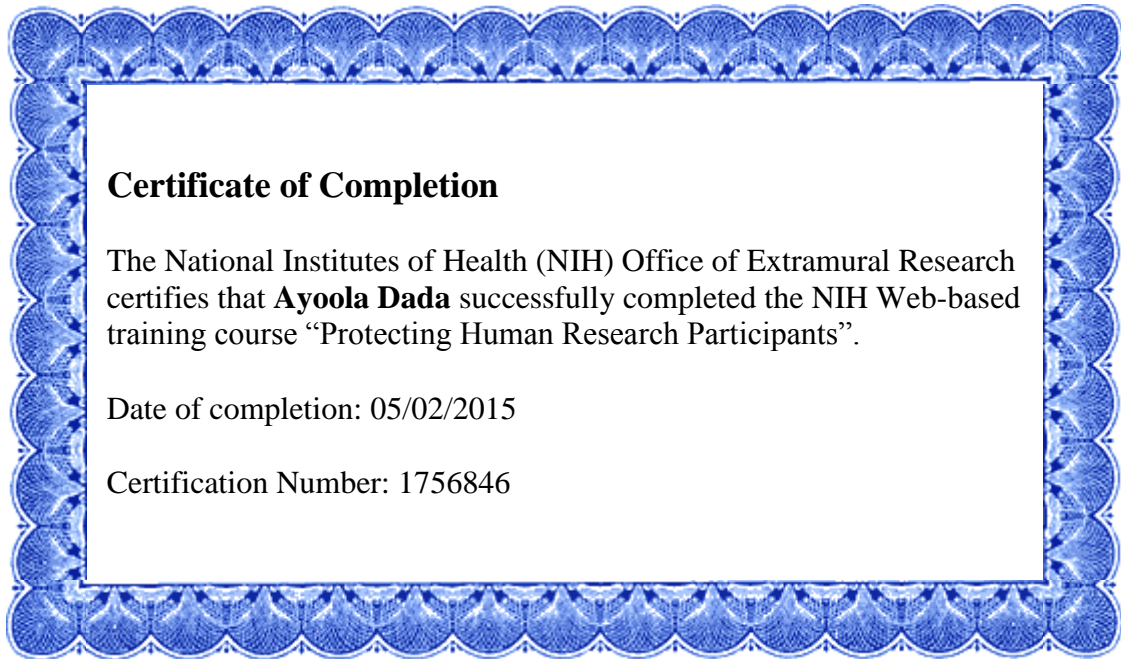 Certificate of Completion
The National Institutes of Health (NIH) Office of Extramural Research
certifies that Ayoola Dada successfully completed the NIH Web-based
training course “Protecting Human Research Participants”.
Date of completion: 05/02/2015
Certification Number: 1756846